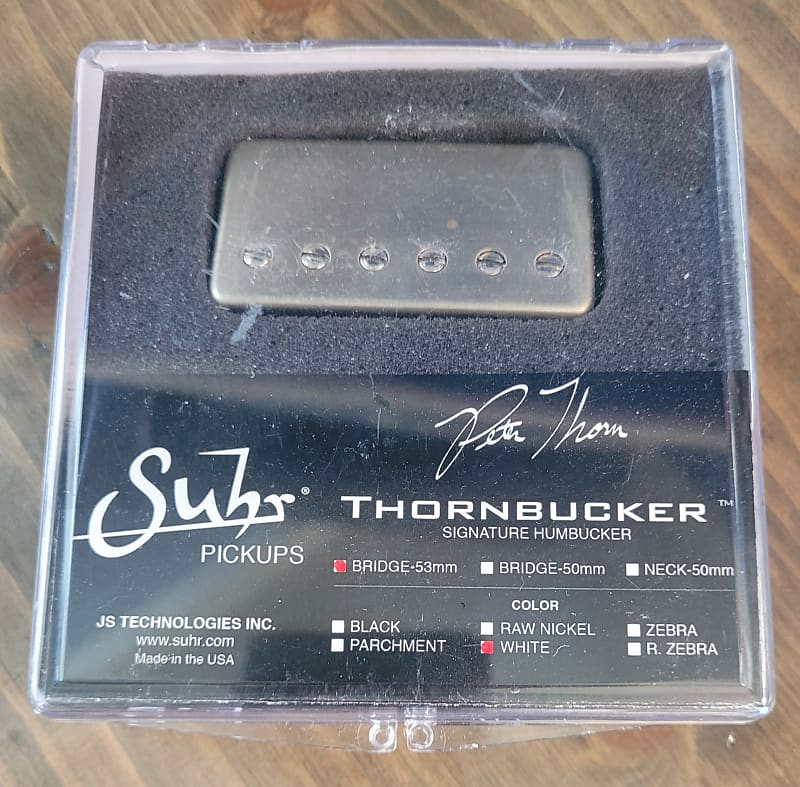 Pete Thorn
Suhr®
PICKUPS
THORNBUCKER™
SIGNATURE HUMBUCKER
BRIDGE-53mm BRIDGE-50mm NECK-50mm
COLOR
BLACK RAW NICKEL ZEBRA
PARCHMENT WHITE R. ZEBRA
JS TECHNOLOGIES INC.
www.suhr.com
Made in the USA